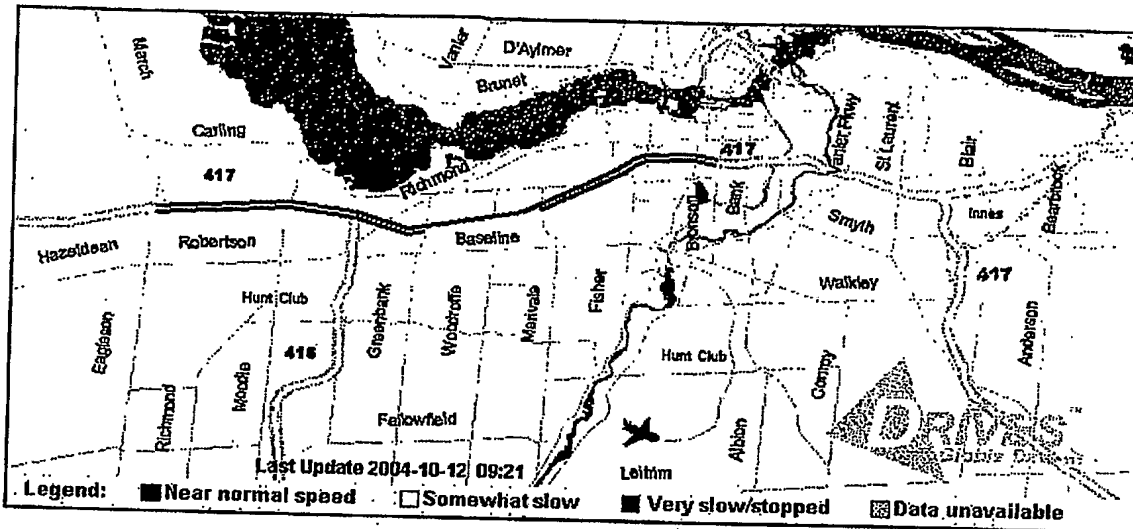 March
Vanier
D'Aylmer
Brunet
Carling
417
Richmond
417
Vanier Pkwy
St Laurent
Blair
Hazeldean
Robertson
Baseline
Bronson
Bank
Smyth
Innes
417
Hunt Club
416
Greenbank
Woodroffe
Merivale
Fisher
Walkley
Anderson
Eagleson
Richmond
Moodie
Hunt Club
Conroy
Fallowfield
Albion
DRIVES™
Leitrim
Last Update 2004-10-12 09:21
Legend: Near normal speed Somewhat slow Very slow/stopped Data unavailable